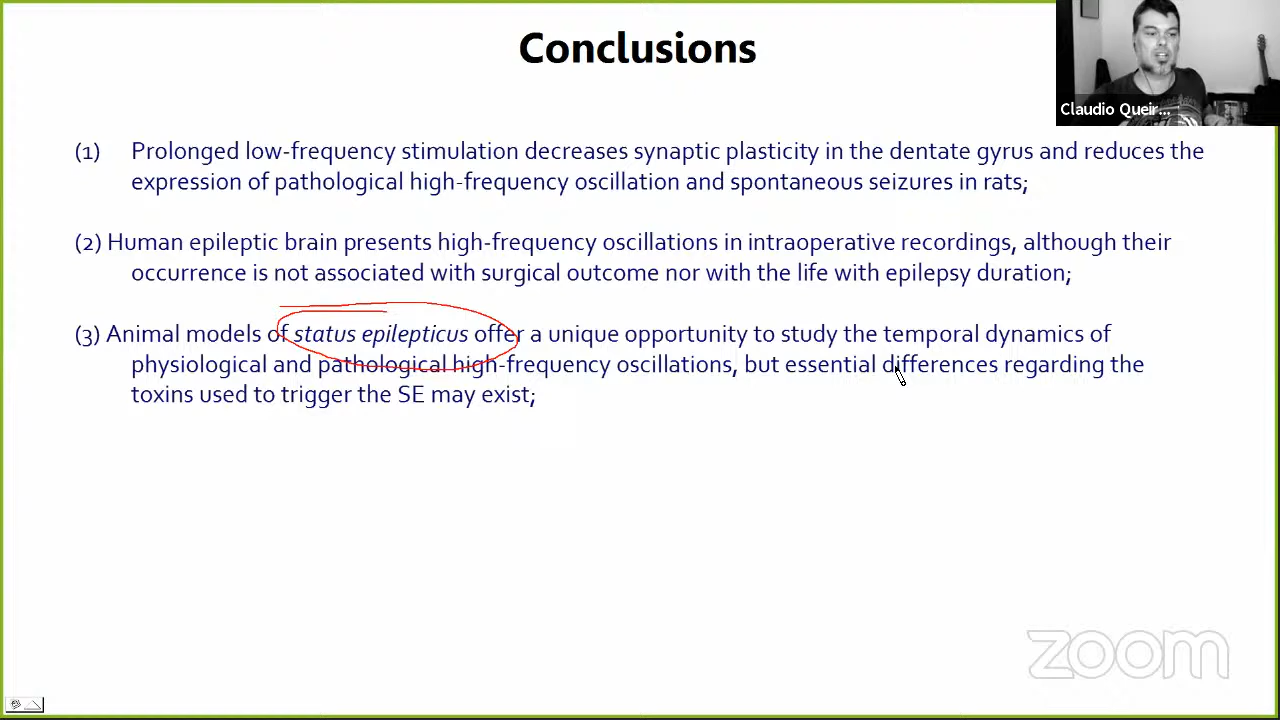 Conclusions
Claudio Queir...
(1) Prolonged low-frequency stimulation decreases synaptic plasticity in the dentate gyrus and reduces the
expression of pathological high-frequency oscillation and spontaneous seizures in rats;
(2) Human epileptic brain presents high-frequency oscillations in intraoperative recordings, although their
occurrence is not associated with surgical outcome nor with the life with epilepsy duration;
(3) Animal models of status epilepticus offer a unique opportunity to study the temporal dynamics of
physiological and pathological high-frequency oscillations, but essential differences regarding the
toxins used to trigger the SE may exist;
zoom